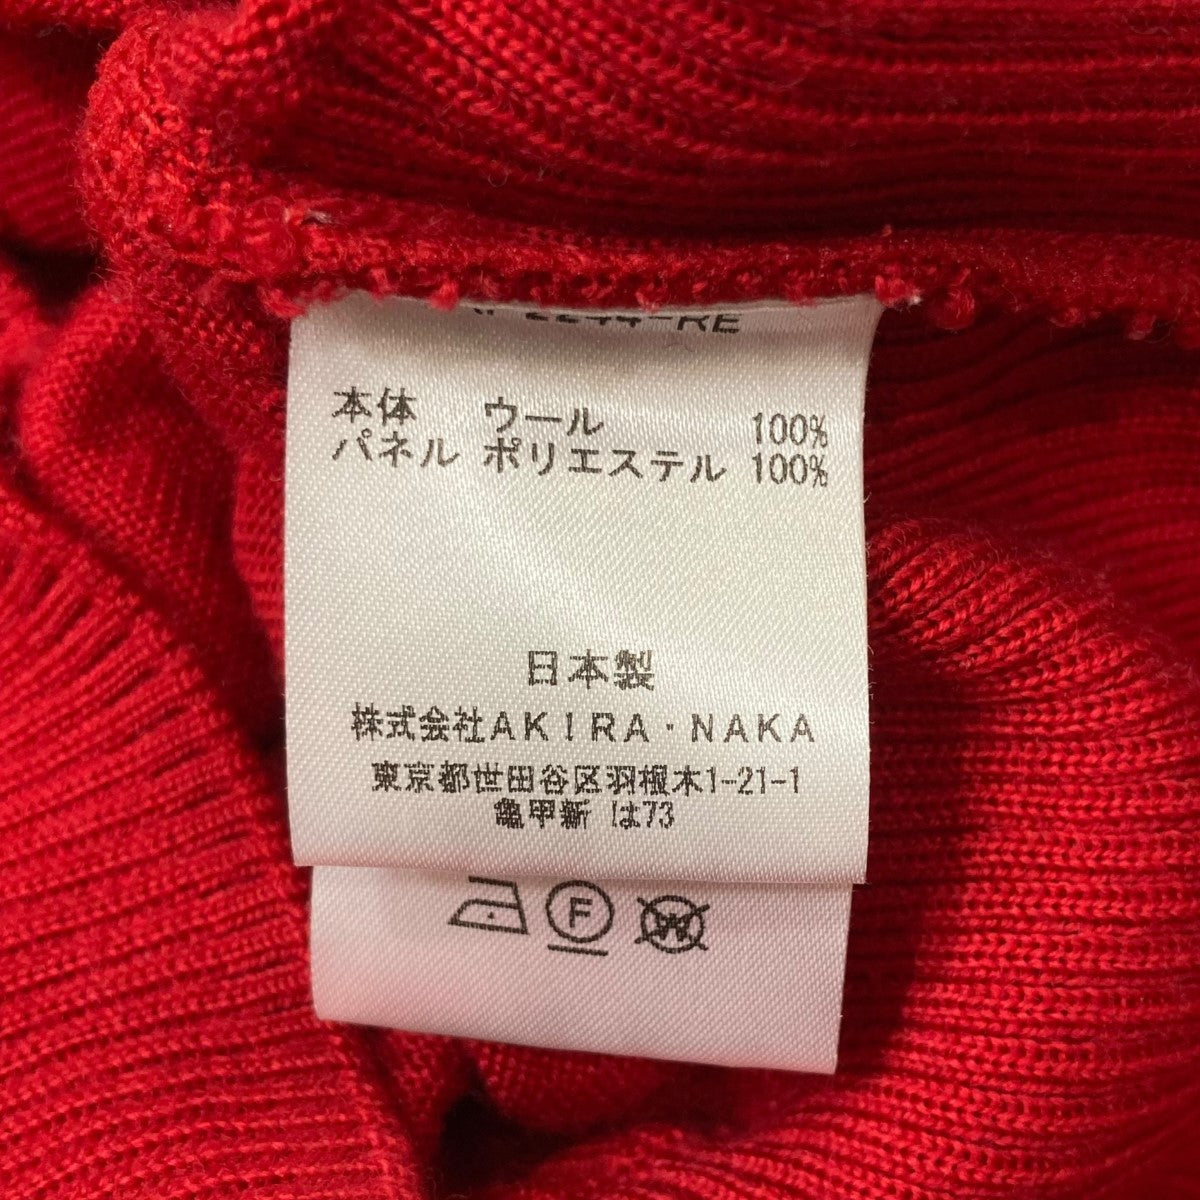 2244-RE
本体 ウール 100%
パネル ポリエステル 100%
日本製
株式会社AKIRA・NAKA
東京都世田谷区羽根木1-21-1
亀甲新 は73
F W